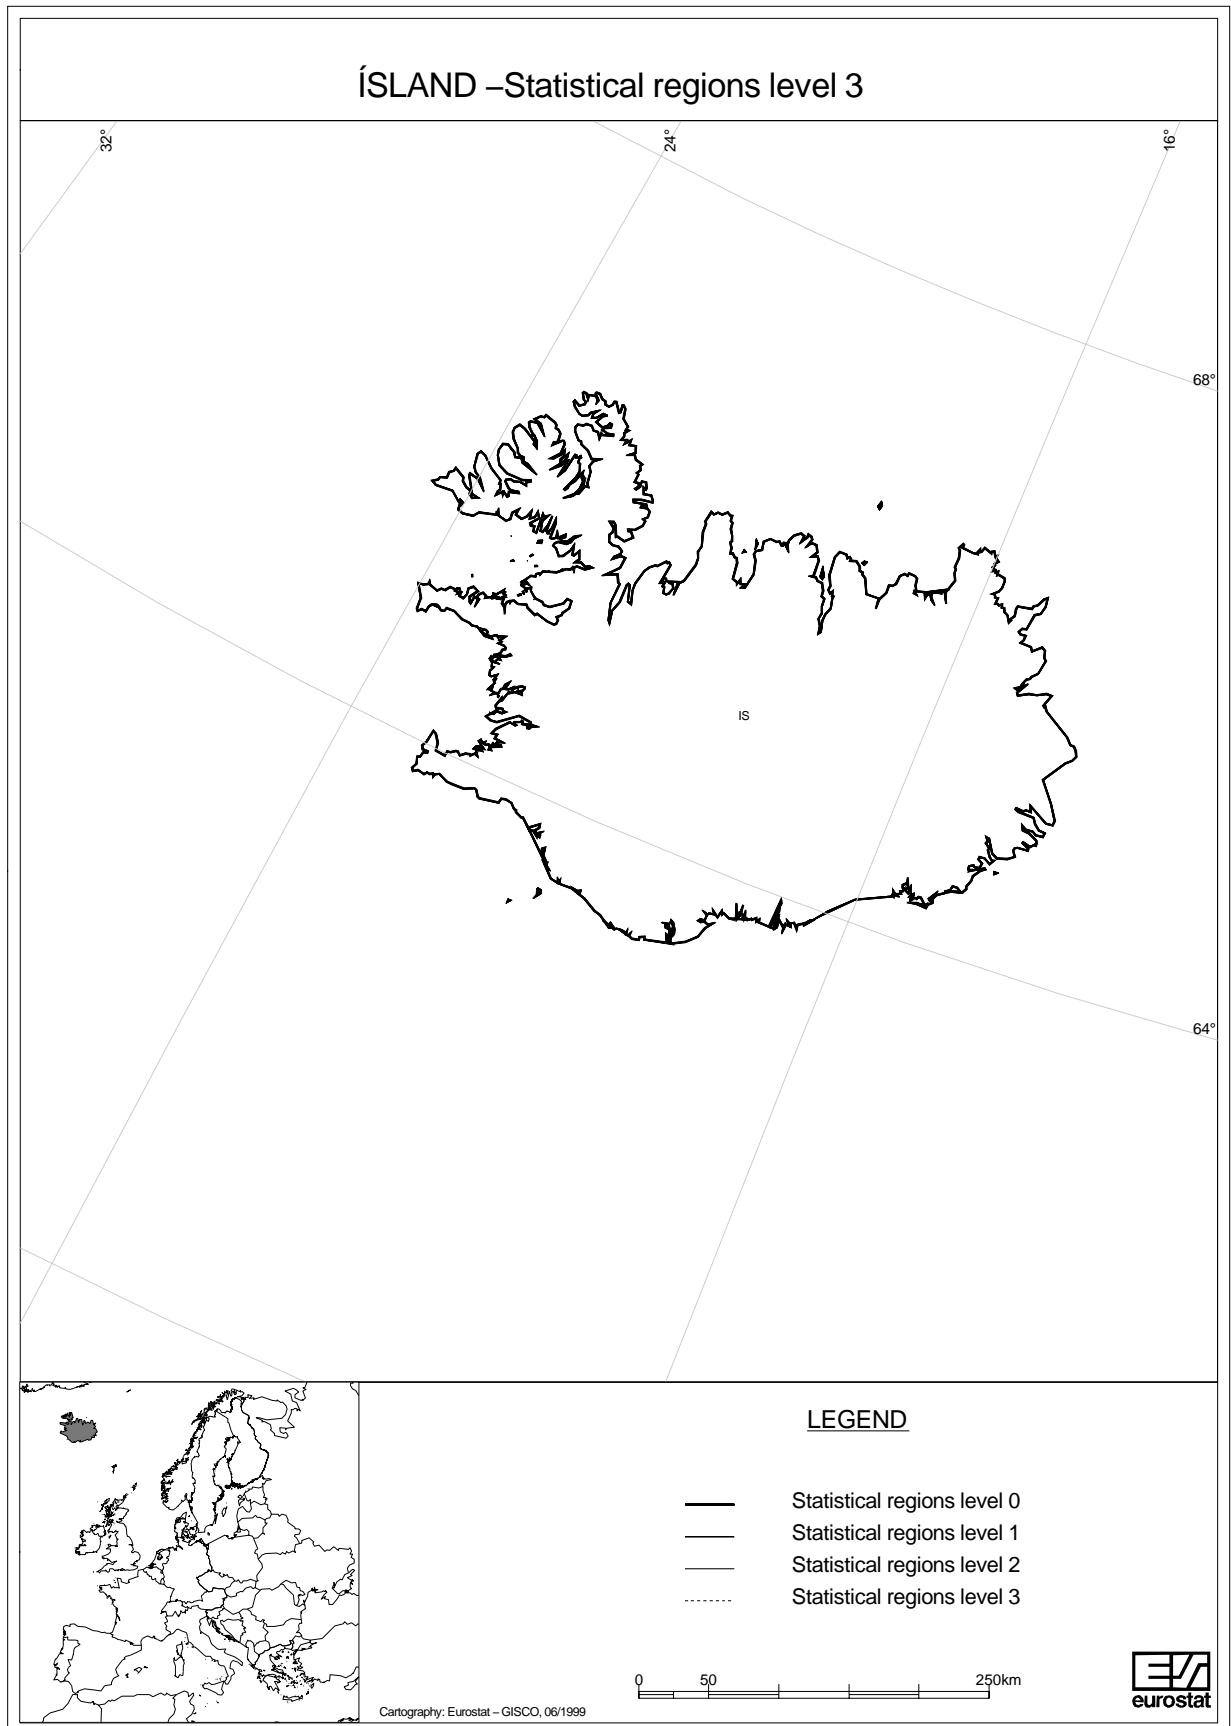 ÍSLAND –Statistical regions level 3
32°
24°
16°
68°
IS
64°
LEGEND
Statistical regions level 0
Statistical regions level 1
Statistical regions level 2
Statistical regions level 3
0 50 250km
Cartography: Eurostat – GISCO, 06/1999
eurostat